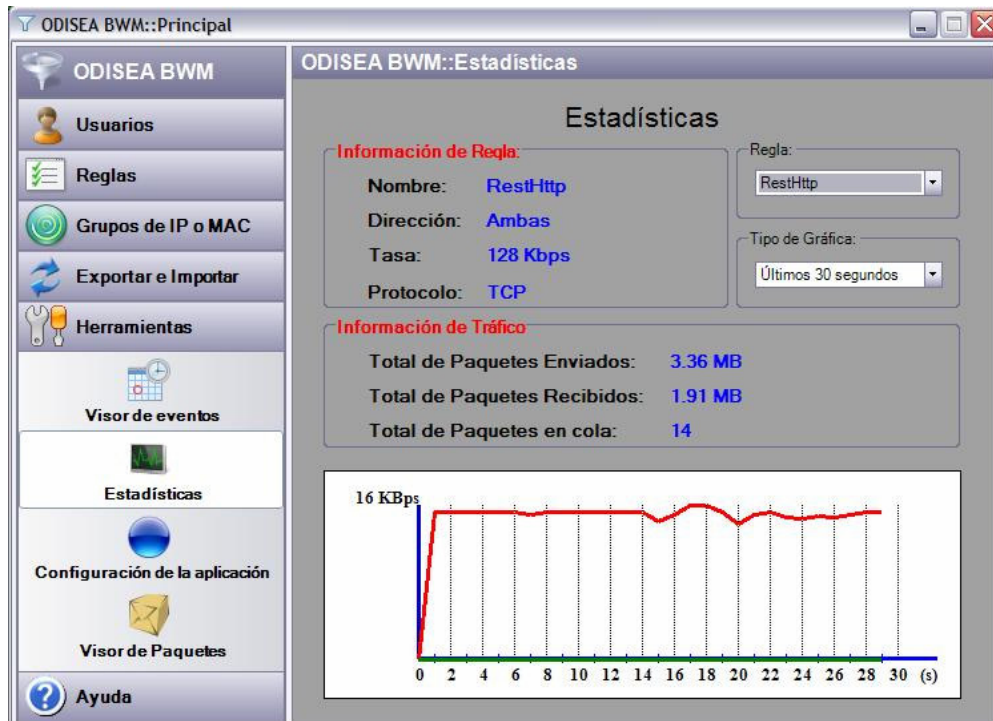 ODISEA BWM::Principal
ODISEA BWM
Usuarios
Reglas
Grupos de IP o MAC
Exportar e Importar
Herramientas
Visor de eventos
Estadísticas
Configuración de la aplicación
Visor de Paquetes
Ayuda
ODISEA BWM::Estadísticas
Estadísticas
Información de Regla:
Nombre: RestHttp
Dirección: Ambas
Tasa: 128 Kbps
Protocolo: TCP
Regla:
RestHttp
Tipo de Gráfica:
Últimos 30 segundos
Información de Tráfico
Total de Paquetes Enviados: 3.36 MB
Total de Paquetes Recibidos: 1.91 MB
Total de Paquetes en cola: 14
16 KBps
0 2 4 6 8 10 12 14 16 18 20 22 24 26 28 30 (s)